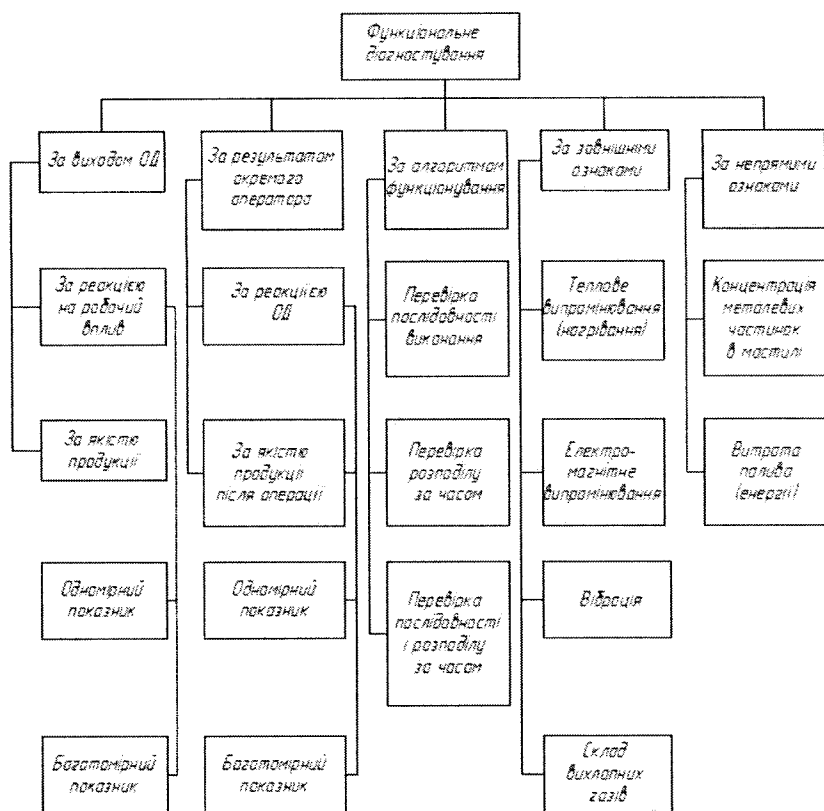 Функціональне
діагностування
За виходом ОД
За результатом
окремого
оператора
За алгоритмом
функціонування
За зовнішніми
ознаками
За непрямими
ознаками
За реакцією
на робочий
вплив
За реакцією
ОД
Перевірка
послідовності
виконання
Теплове
випромінювання
(нагрівання)
Концентрація
металевих
частинок
в мастилі
За якістю
продукції
За якістю
продукції
після операції
Перевірка
розподілу
за часом
Електро-
магнітне
випромінювання
Витрата
палива
(енергії)
Одномірний
показник
Одномірний
показник
Перевірка
послідовності
і розподілу
за часом
Вібрація
Багатомірний
показник
Багатомірний
показник
Склад
вихлопних
газів